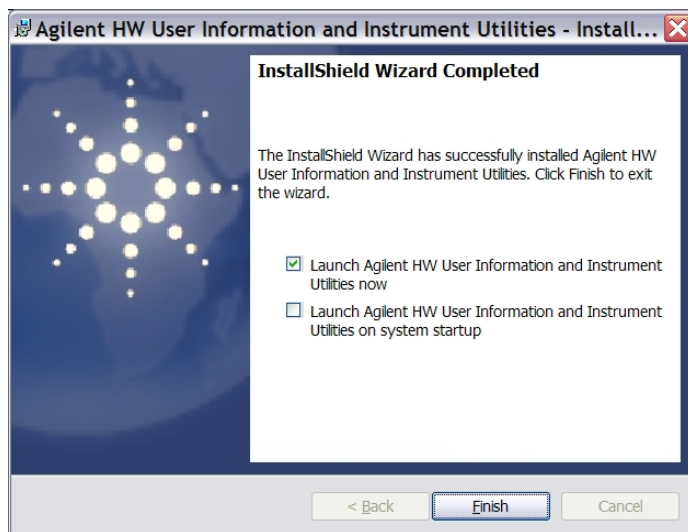 Agilent HW User Information and Instrument Utilities - Install...
InstallShield Wizard Completed
The InstallShield Wizard has successfully installed Agilent HW
User Information and Instrument Utilities. Click Finish to exit
the wizard.
Launch Agilent HW User Information and Instrument
Utilities now
Launch Agilent HW User Information and Instrument
Utilities on system startup
< Back
Finish
Cancel